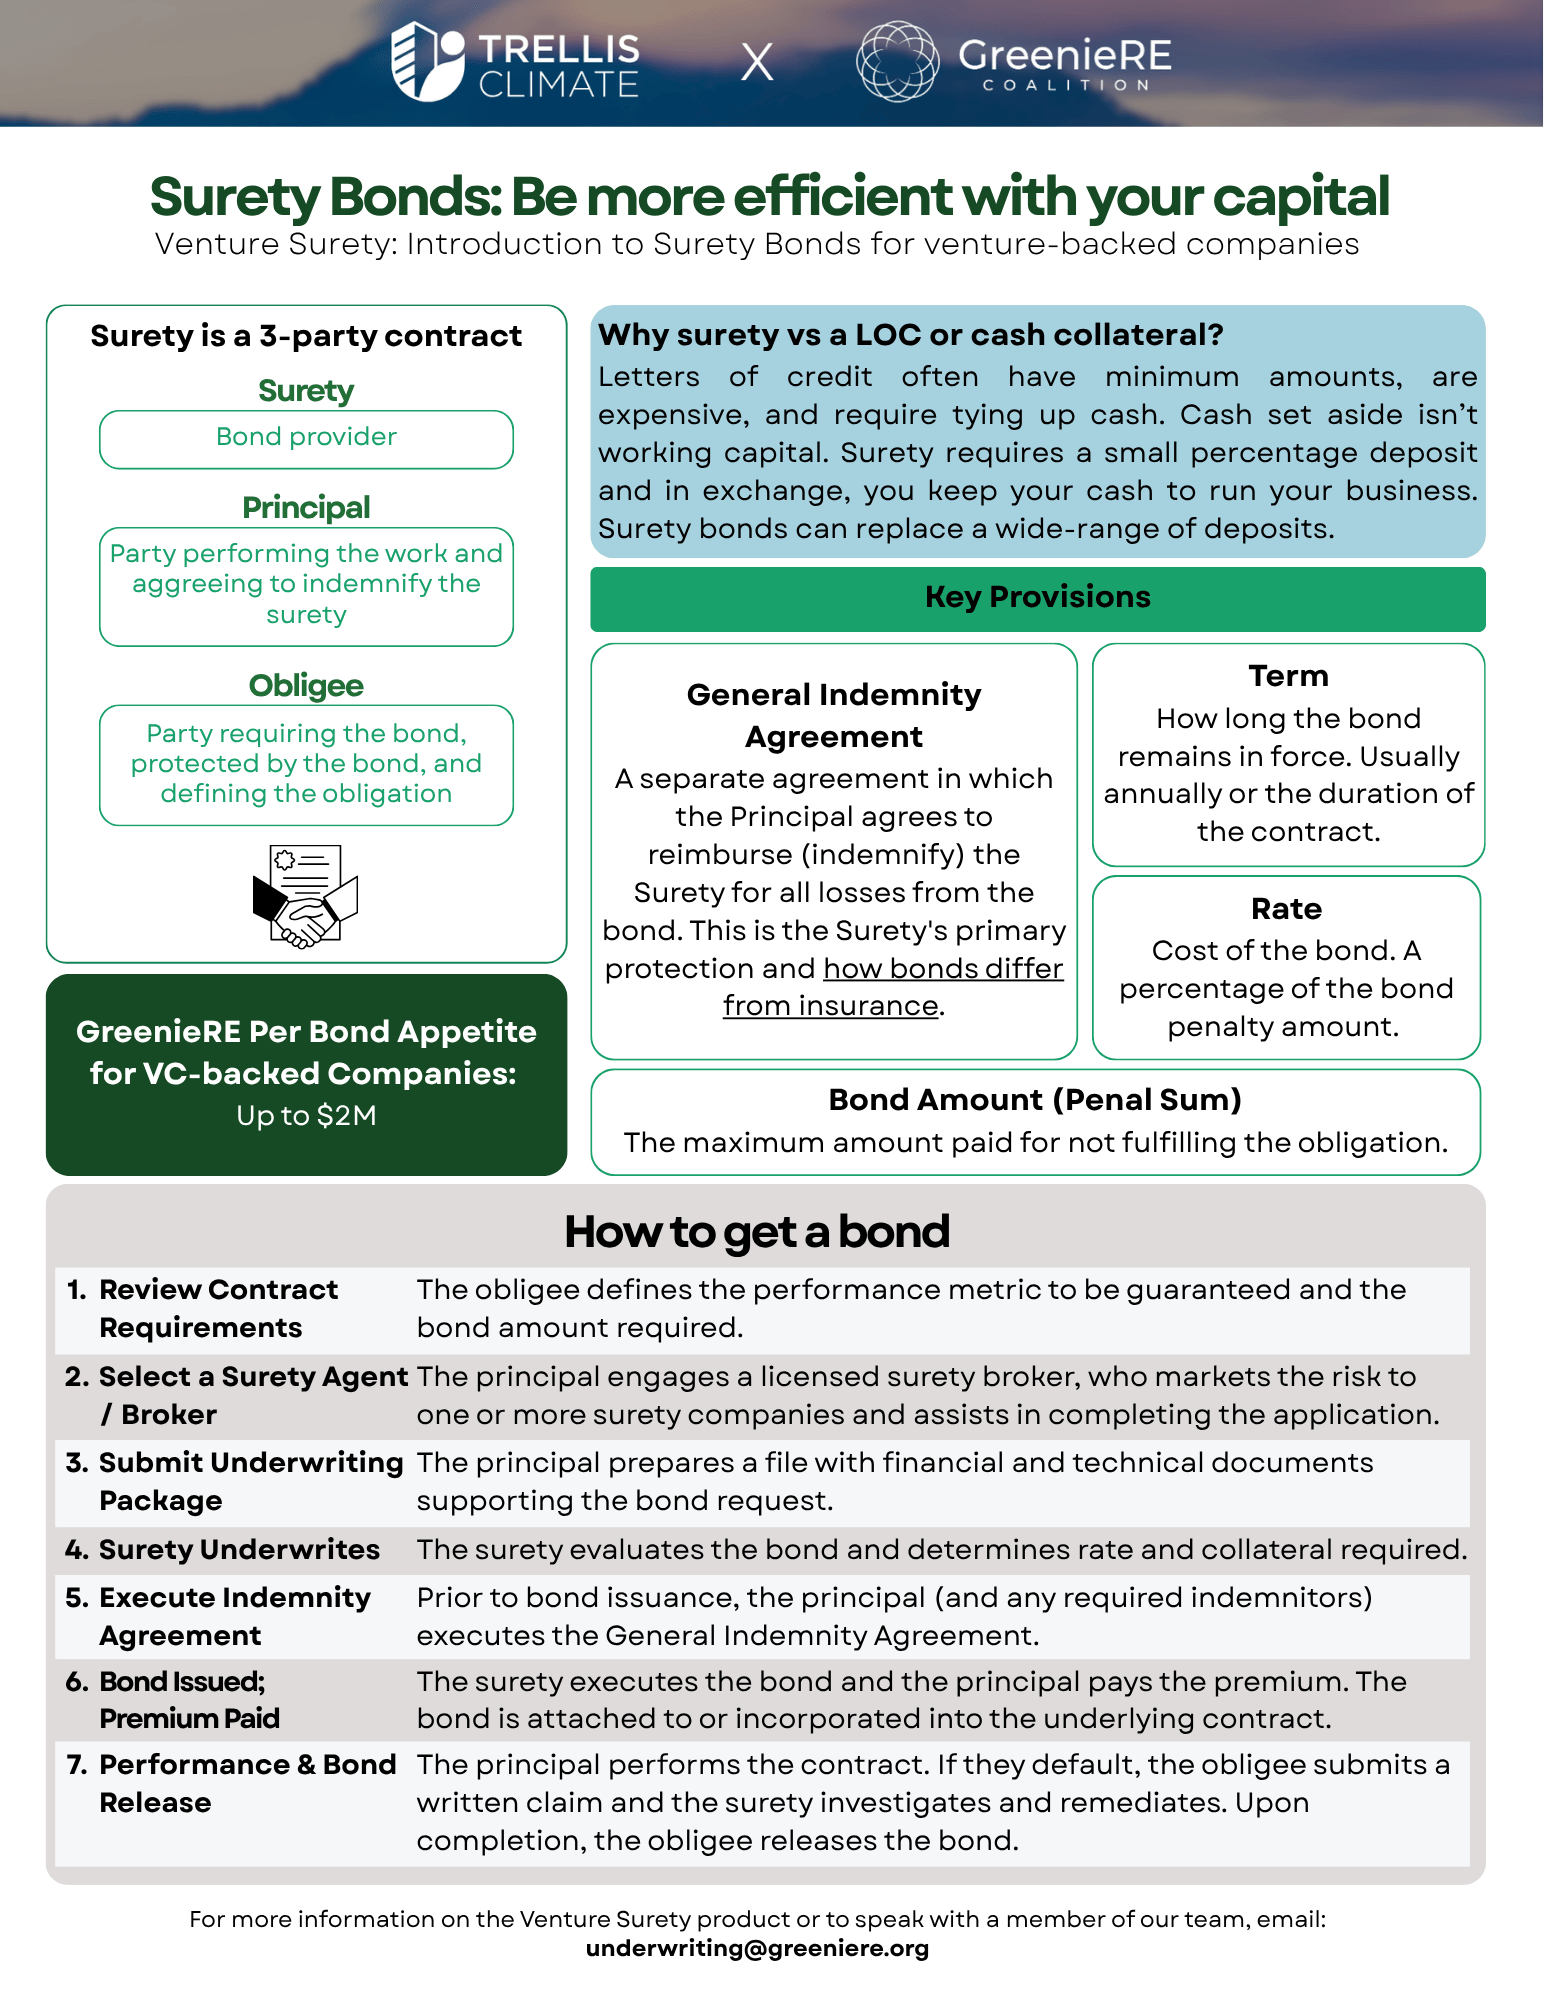 TRELLIS
CLIMATE
X
GreenieRE
COALITION
Surety Bonds: Be more efficient with your capital
Venture Surety: Introduction to Surety Bonds for venture-backed companies
Surety is a 3-party contract
Surety
Bond provider
Principal
Party performing the work and
aggreeing to indemnify the
surety
Obligee
Party requiring the bond,
protected by the bond, and
defining the obligation
GreenieRE Per Bond Appetite
for VC-backed Companies:
Up to $2M
Why surety vs a LOC or cash collateral?
Letters of credit often have minimum amounts, are
expensive, and require tying up cash. Cash set aside isn’t
working capital. Surety requires a small percentage deposit
and in exchange, you keep your cash to run your business.
Surety bonds can replace a wide-range of deposits.
Key Provisions
General Indemnity
Agreement
A separate agreement in which
the Principal agrees to
reimburse (indemnify) the
Surety for all losses from the
bond. This is the Surety's primary
protection and how bonds differ
from insurance.
Term
How long the bond
remains in force. Usually
annually or the duration of
the contract.
Rate
Cost of the bond. A
percentage of the bond
penalty amount.
Bond Amount (Penal Sum)
The maximum amount paid for not fulfilling the obligation.
How to get a bond
1. Review Contract
Requirements
The obligee defines the performance metric to be guaranteed and the
bond amount required.
2. Select a Surety Agent
/ Broker
The principal engages a licensed surety broker, who markets the risk to
one or more surety companies and assists in completing the application.
3. Submit Underwriting
Package
The principal prepares a file with financial and technical documents
supporting the bond request.
4. Surety Underwrites
The surety evaluates the bond and determines rate and collateral required.
5. Execute Indemnity
Agreement
Prior to bond issuance, the principal (and any required indemnitors)
executes the General Indemnity Agreement.
6. Bond Issued;
Premium Paid
The surety executes the bond and the principal pays the premium. The
bond is attached to or incorporated into the underlying contract.
7. Performance & Bond
Release
The principal performs the contract. If they default, the obligee submits a
written claim and the surety investigates and remediates. Upon
completion, the obligee releases the bond.
For more information on the Venture Surety product or to speak with a member of our team, email:
underwriting@greeniere.org